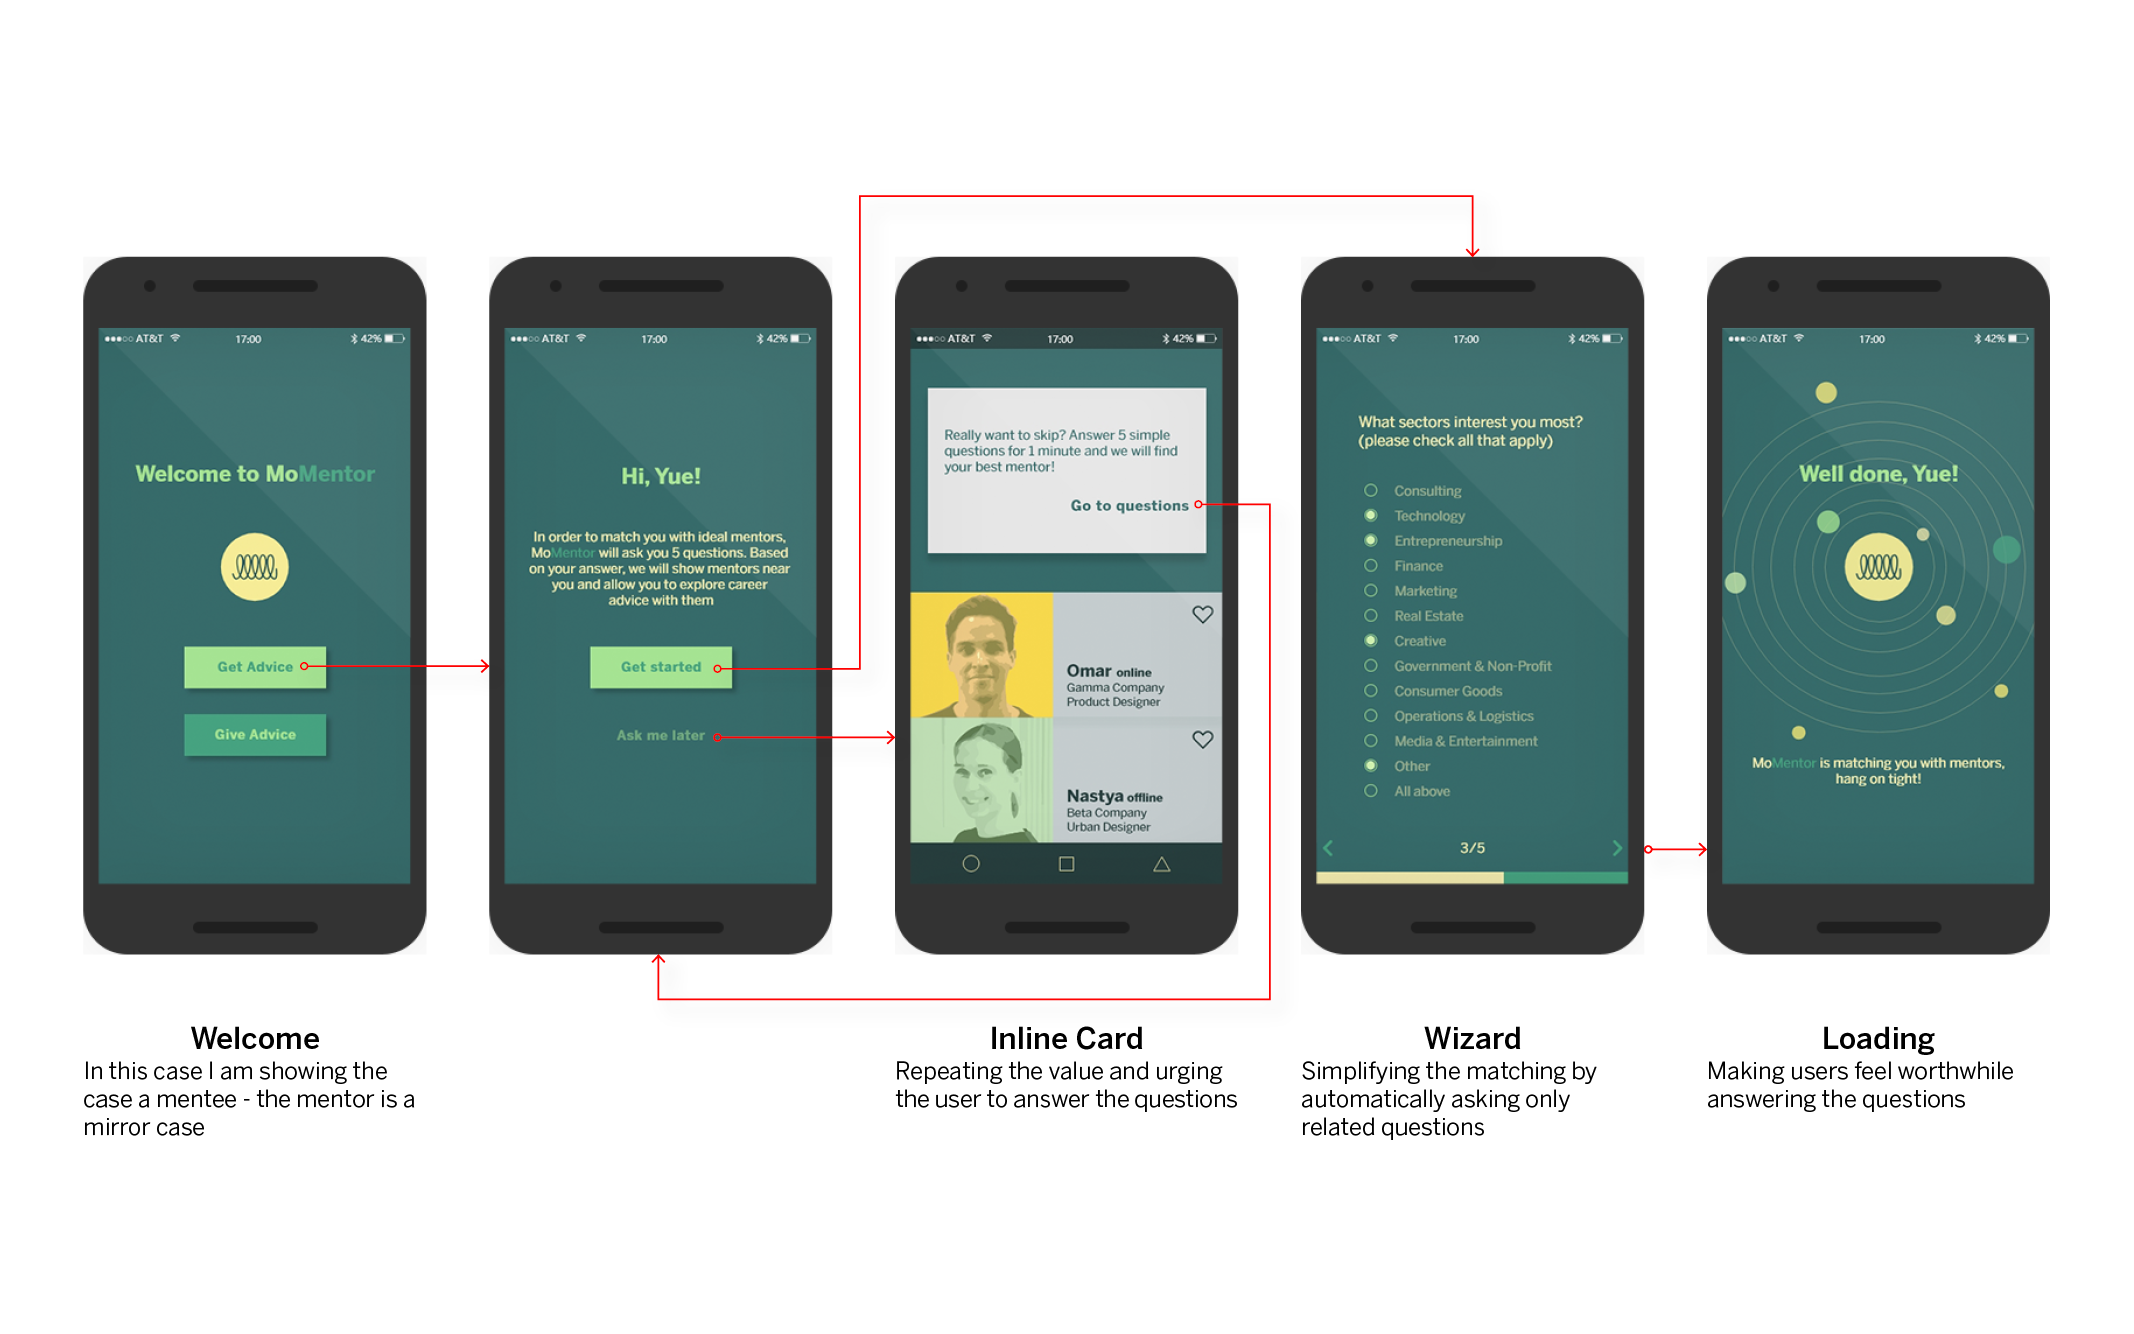 AT&T 17:00 42%
Welcome to MoMentor
Get Advice
Give Advice
AT&T 17:00 42%
Hi, Yue!
In order to match you with ideal mentors,
MoMentor will ask you 5 questions. Based
on your answer, we will show mentors near
you and allow you to explore career
advice with them
Get started
Ask me later
AT&T 17:00 42%
Really want to skip? Answer 5 simple
questions for 1 minute and we will find
your best mentor!
Go to questions
Omar online
Gamma Company
Product Designer
Nastya offline
Beta Company
Urban Designer
AT&T 17:00 42%
What sectors interest you most?
(please check all that apply)
Consulting
Technology
Entrepreneurship
Finance
Marketing
Real Estate
Creative
Government & Non-Profit
Consumer Goods
Operations & Logistics
Media & Entertainment
Other
All above
3/5
AT&T 17:00 42%
Well done, Yue!
MoMentor is matching you with mentors,
hang on tight!
Welcome
In this case I am showing the
case a mentee - the mentor is a
mirror case
Inline Card
Repeating the value and urging
the user to answer the questions
Wizard
Simplifying the matching by
automatically asking only
related questions
Loading
Making users feel worthwhile
answering the questions